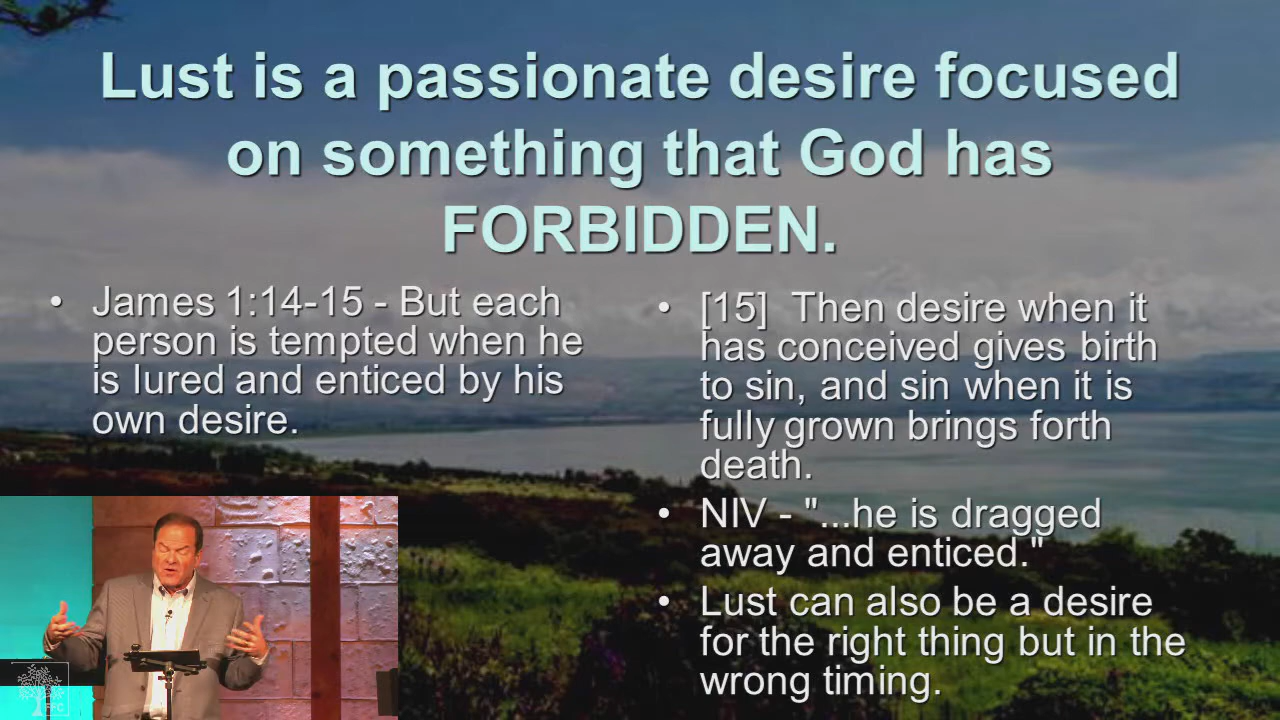 Lust is a passionate desire focused
on something that God has
FORBIDDEN.
• James 1:14-15 - But each
person is tempted when he
is lured and enticed by his
own desire.
• [15]  Then desire when it
has conceived gives birth
to sin, and sin when it is
fully grown brings forth
death.
• NIV - "...he is dragged
away and enticed."
• Lust can also be a desire
for the right thing but in the
wrong timing.